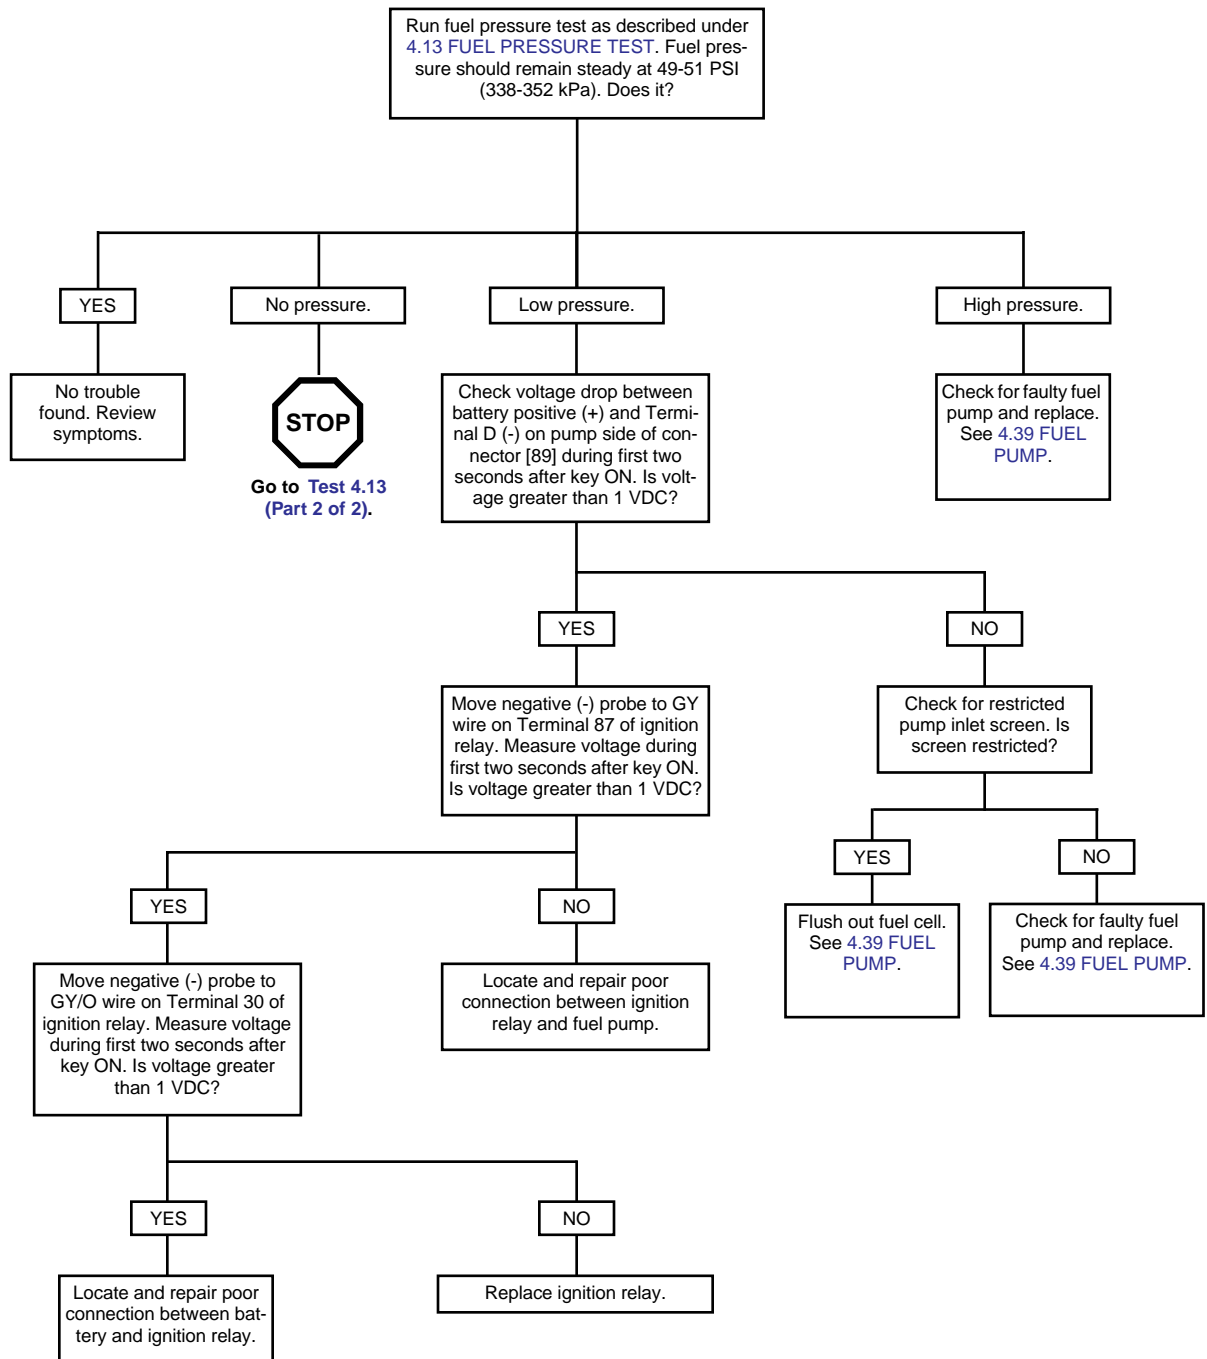 Run fuel pressure test as described under
4.13 FUEL PRESSURE TEST. Fuel pres-
sure should remain steady at 49-51 PSI
(338-352 kPa). Does it?
YES
No pressure.
Low pressure.
High pressure.
No trouble
found. Review
symptoms.
STOP
Go to Test 4.13
(Part 2 of 2).
Check voltage drop between
battery positive (+) and Termi-
nal D (-) on pump side of con-
nector [89] during first two
seconds after key ON. Is volt-
age greater than 1 VDC?
Check for faulty fuel
pump and replace.
See 4.39 FUEL
PUMP.
YES
NO
Move negative (-) probe to GY
wire on Terminal 87 of ignition
relay. Measure voltage during
first two seconds after key ON.
Is voltage greater than 1 VDC?
Check for restricted
pump inlet screen. Is
screen restricted?
YES
NO
YES
NO
Flush out fuel cell.
See 4.39 FUEL
PUMP.
Check for faulty fuel
pump and replace.
See 4.39 FUEL PUMP.
Move negative (-) probe to
GY/O wire on Terminal 30 of
ignition relay. Measure voltage
during first two seconds after
key ON. Is voltage greater
than 1 VDC?
Locate and repair poor
connection between ignition
relay and fuel pump.
YES
NO
Locate and repair poor
connection between bat-
tery and ignition relay.
Replace ignition relay.